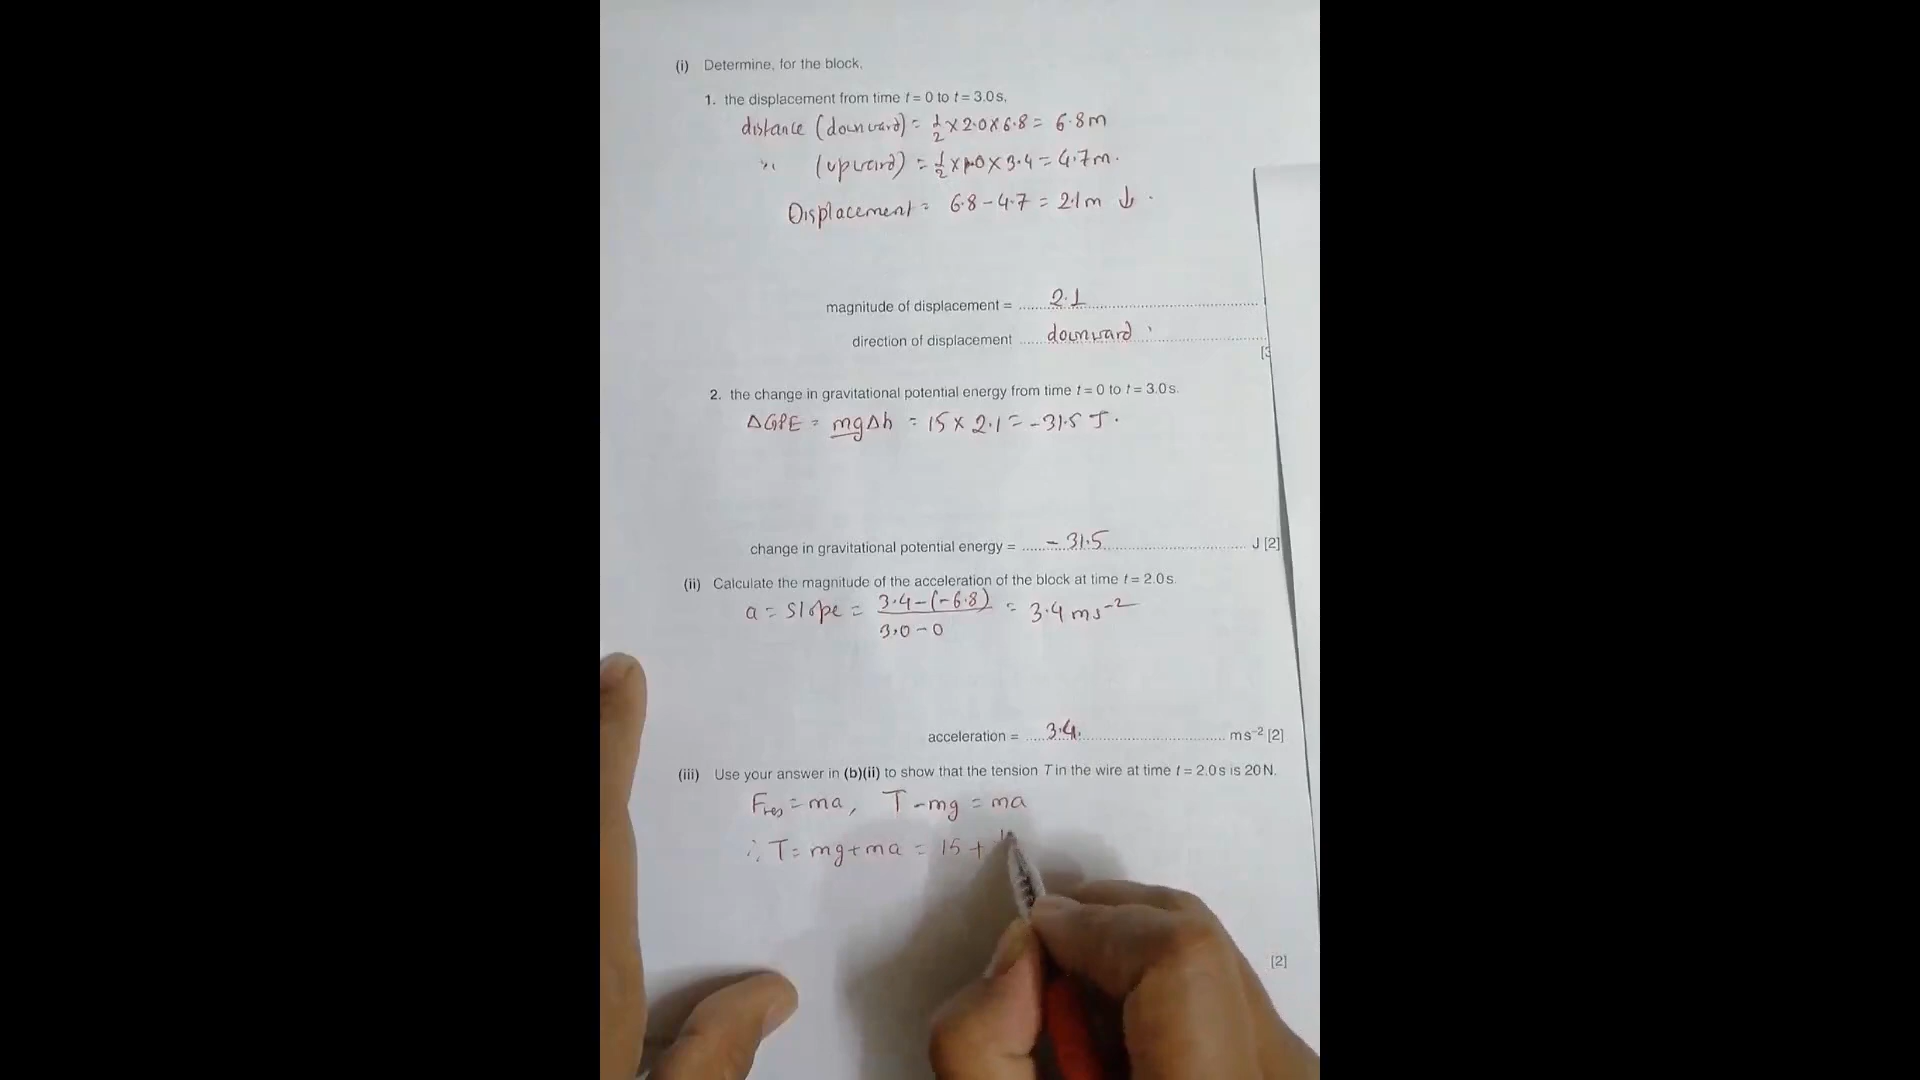 (i) Determine, for the block,
1. the displacement from time t = 0 to t = 3.0 s,
distance (downward) = 1/2 × 2.0 × 6.8 = 6.8 m
" (upward) = 1/2 × 1.0 × 3.4 = 4.7 m.
Displacement = 6.8 - 4.7 = 2.1 m ↓ .
magnitude of displacement = 2.1
direction of displacement downward
[3
2. the change in gravitational potential energy from time t = 0 to t = 3.0 s.
ΔGPE = mgΔh = 15 × 2.1 = -31.5 J.
change in gravitational potential energy = -31.5 J [2]
(ii) Calculate the magnitude of the acceleration of the block at time t = 2.0 s.
a = slope = 3.4-(-6.8) / 3.0-0 = 3.4 ms⁻²
acceleration = 3.4 m s⁻² [2]
(iii) Use your answer in (b)(ii) to show that the tension T in the wire at time t = 2.0 s is 20 N.
Fres = ma, T - mg = ma
∴ T = mg + ma = 15 +
[2]